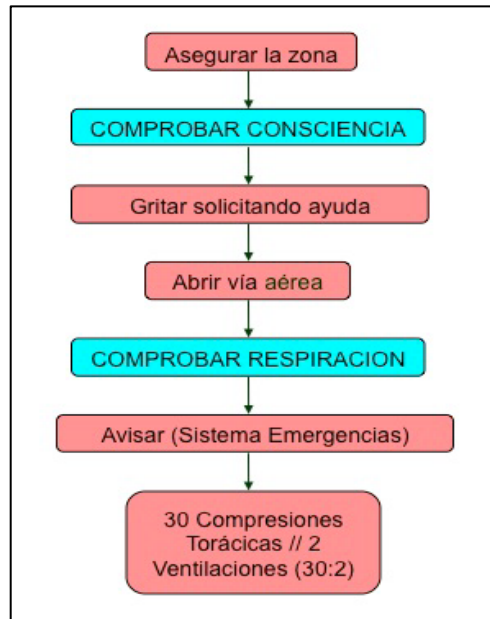 Asegurar la zona
COMPROBAR CONSCIENCIA
Gritar solicitando ayuda
Abrir vía aérea
COMPROBAR RESPIRACION
Avisar (Sistema Emergencias)
30 Compresiones
Torácicas // 2
Ventilaciones (30:2)